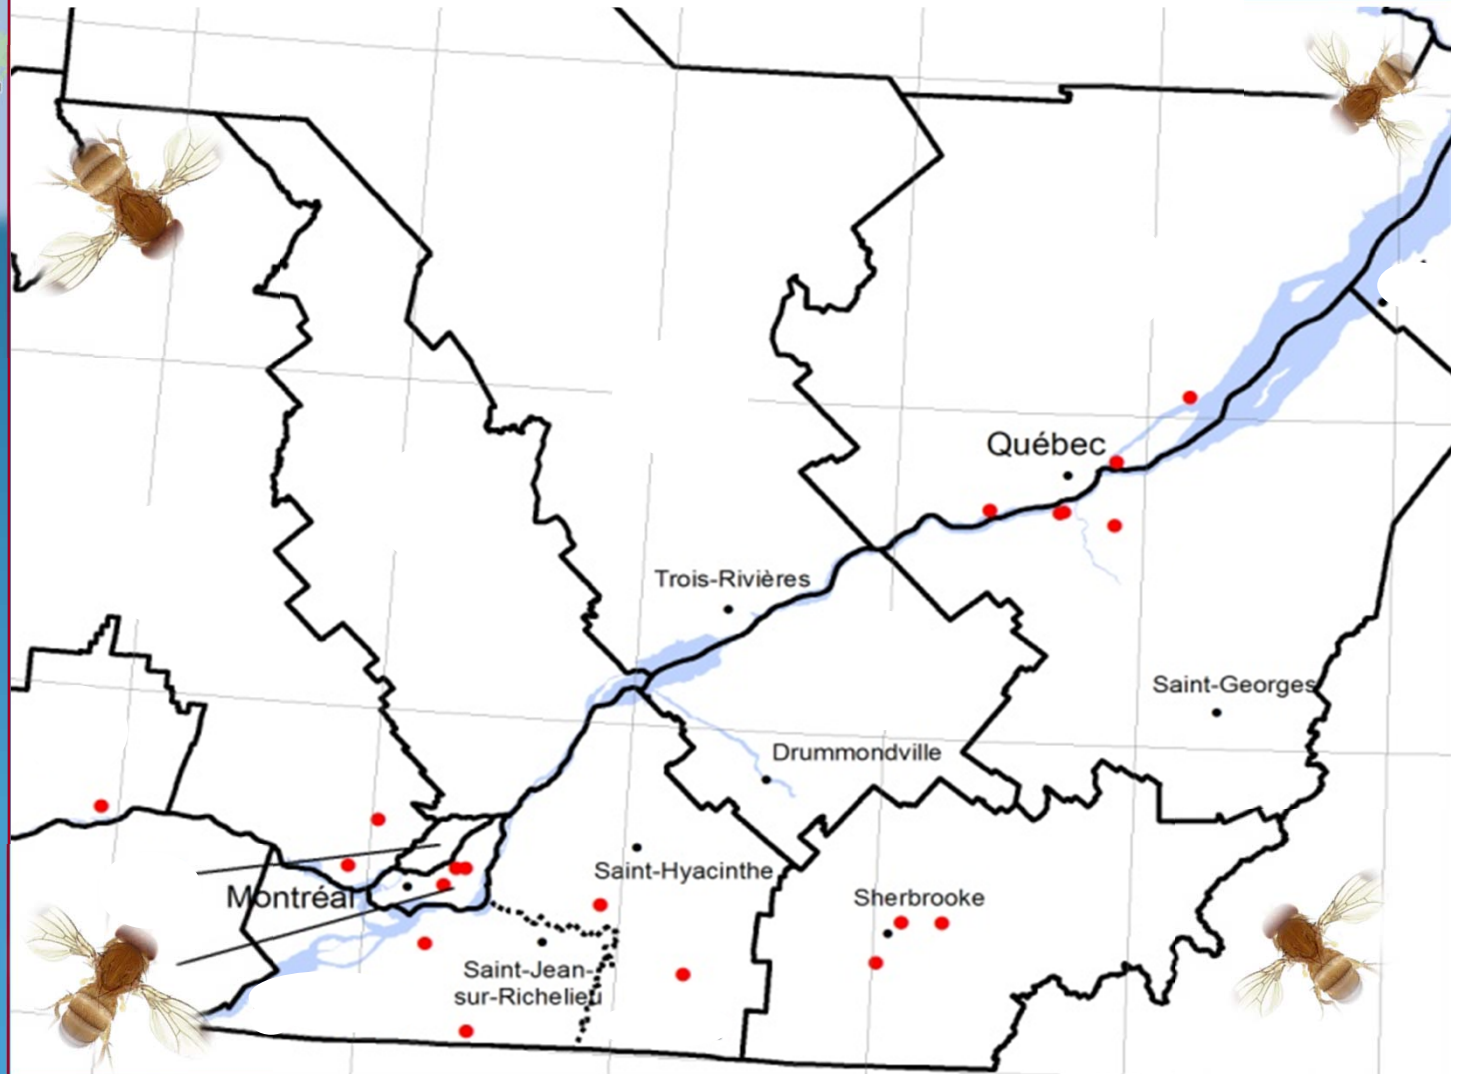 Québec
Trois-Rivières
Saint-Georges
Drummondville
Saint-Hyacinthe
Montréal
Sherbrooke
Saint-Jean-
sur-Richelieu